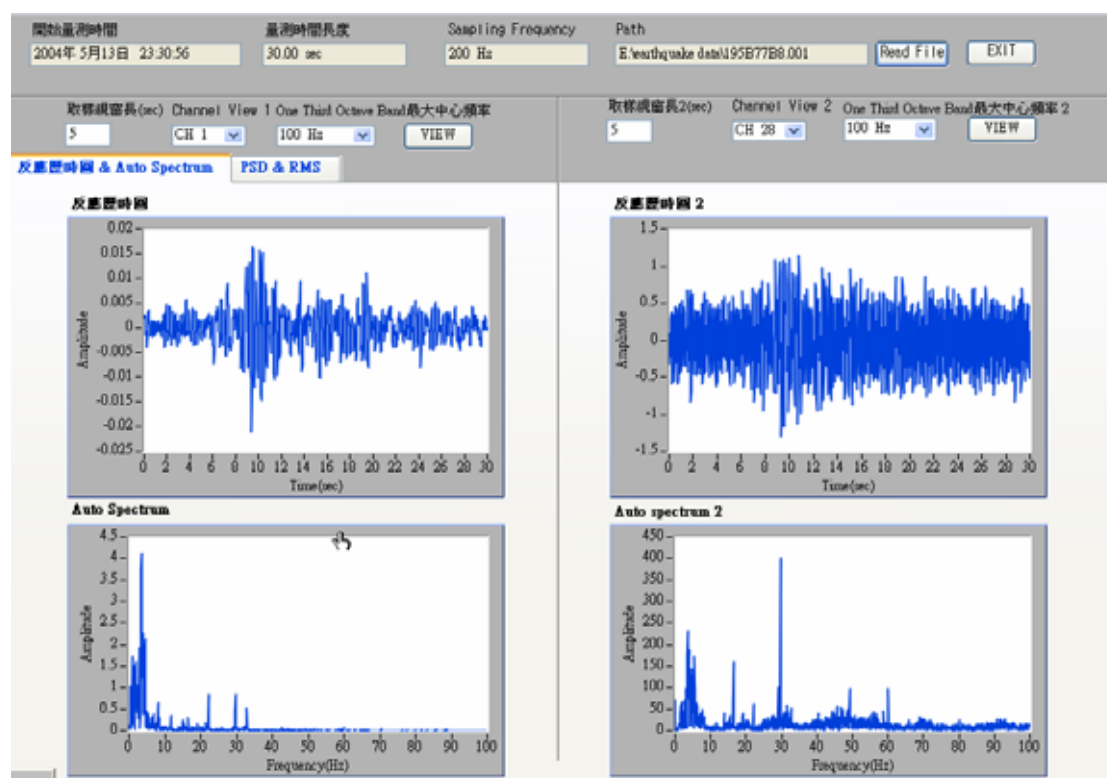 開始量測時間 量測時間長度 Sampling Frequency Path
2004年 5月13日 23:30:56 30.00 sec 200 Hz E:\earthquake data\195B77B8.001 Read File EXIT
取樣視窗長(sec) Channel View 1 One Third Octave Band最大中心頻率
5 CH 1 100 Hz VIEW
取樣視窗長2(sec) Channel View 2 One Third Octave Band最大中心頻率 2
5 CH 28 100 Hz VIEW
反應歷時圖 & Auto Spectrum PSD & RMS
反應歷時圖
Amplitude
0.02
0.015
0.01
0.005
0
-0.005
-0.01
-0.015
-0.02
-0.025
0 2 4 6 8 10 12 14 16 18 20 22 24 26 28 30
Time(sec)
反應歷時圖 2
Amplitude
1.5
1
0.5
0
-0.5
-1
-1.5
0 2 4 6 8 10 12 14 16 18 20 22 24 26 28 30
Time(sec)
Auto Spectrum
Amplitude
4.5
4
3.5
3
2.5
2
1.5
1
0.5
0
0 10 20 30 40 50 60 70 80 90 100
Frequency(Hz)
Auto spectrum 2
Amplitude
450
400
350
300
250
200
150
100
50
0
0 10 20 30 40 50 60 70 80 90 100
Frequency(Hz)